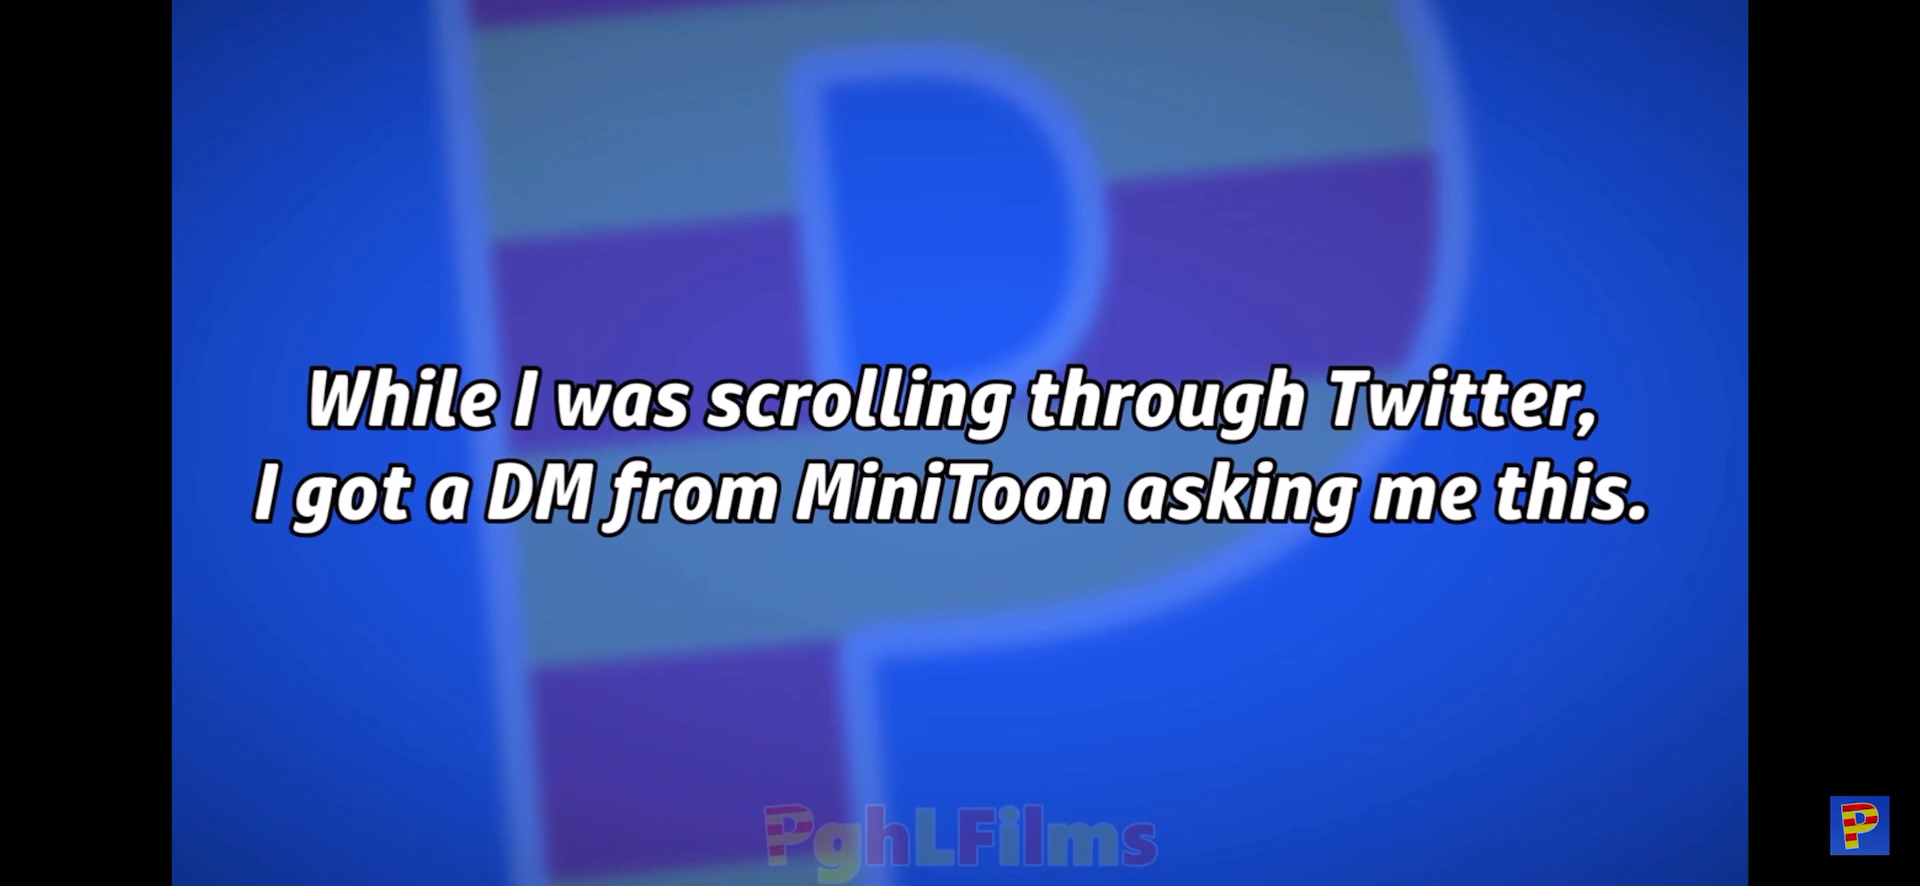 While I was scrolling through Twitter,
I got a DM from MiniToon asking me this.
PghLFilms
P